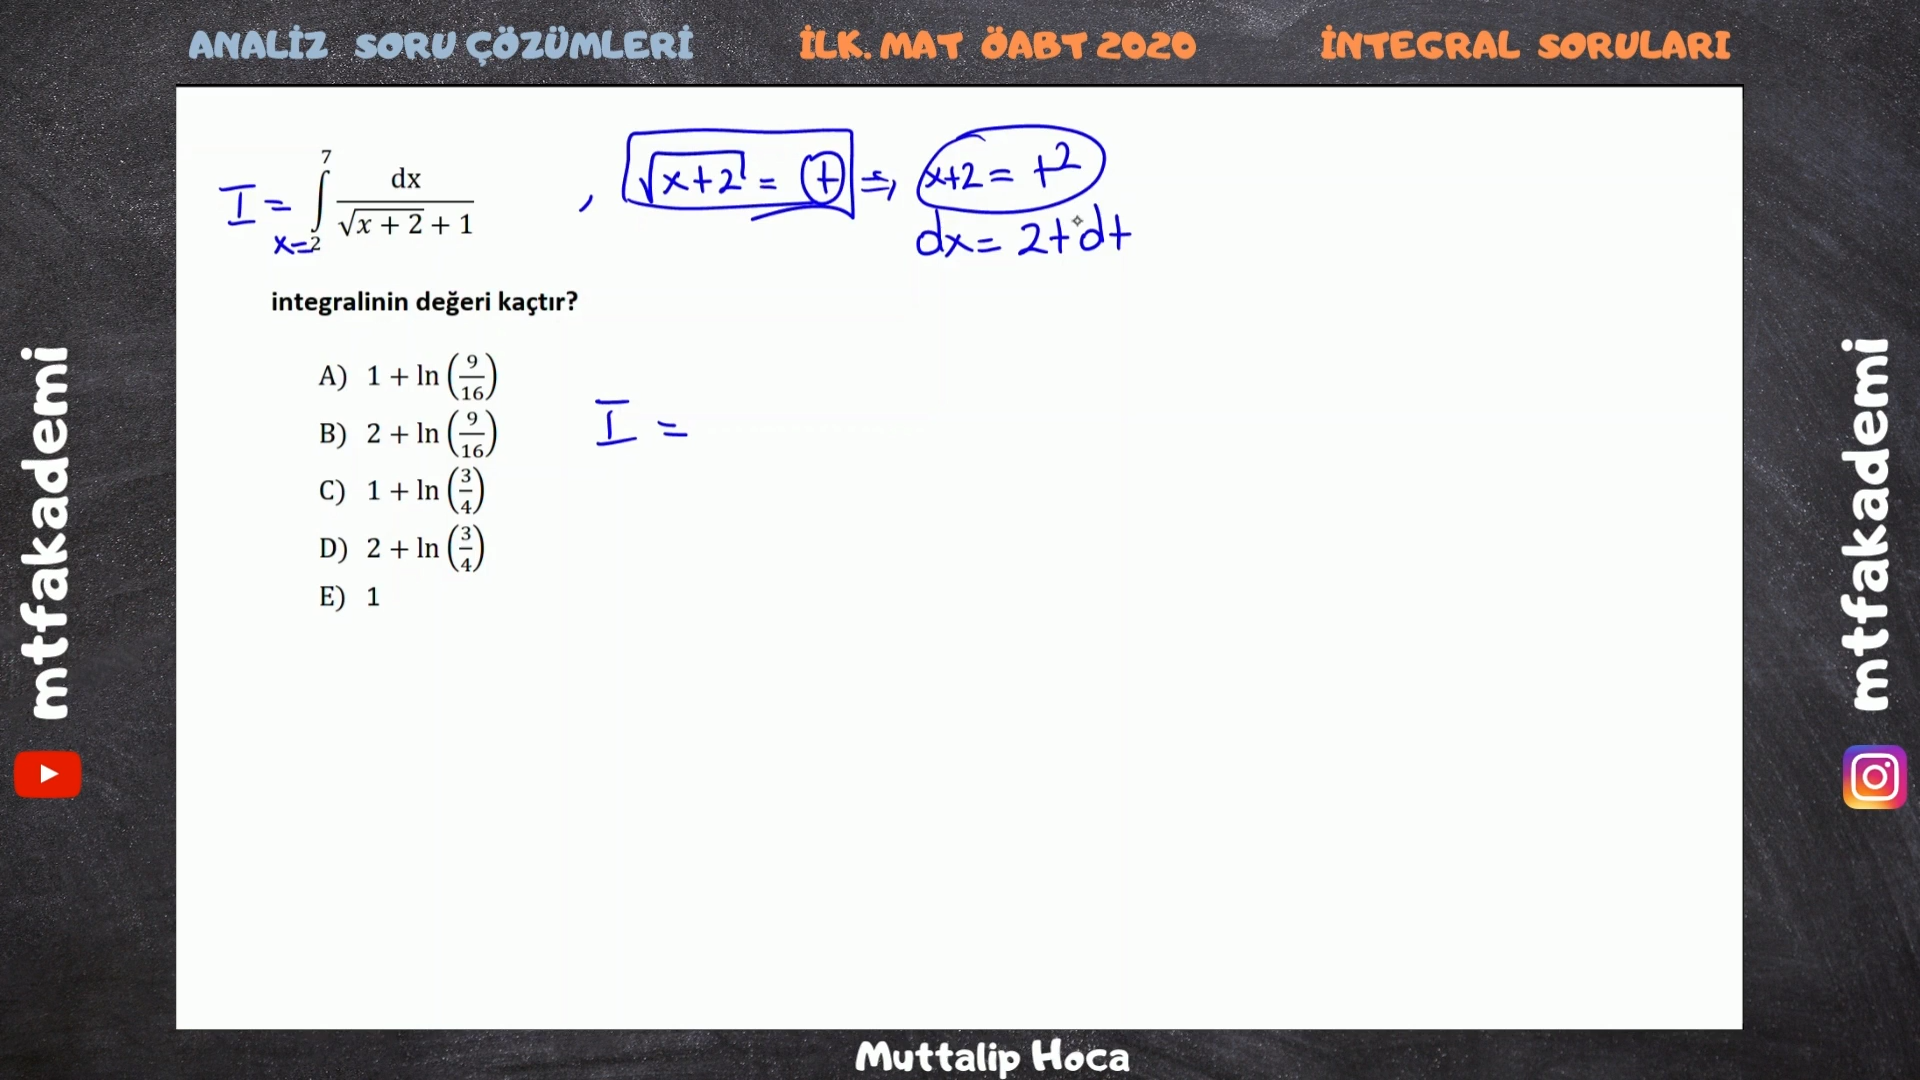 ANALİZ SORU ÇÖZÜMLERİ İLK. MAT ÖABT 2020 İNTEGRAL SORULARI
I = ∫_{x=2}^{7} dx / (√(x + 2) + 1) , √(x+2) = t ⇒ x+2 = t²
dx = 2t dt
integralinin değeri kaçtır?
A) 1 + ln(9/16)
B) 2 + ln(9/16)
I =
C) 1 + ln(3/4)
D) 2 + ln(3/4)
E) 1
mtfakademi
mtfakademi
Muttalip Hoca